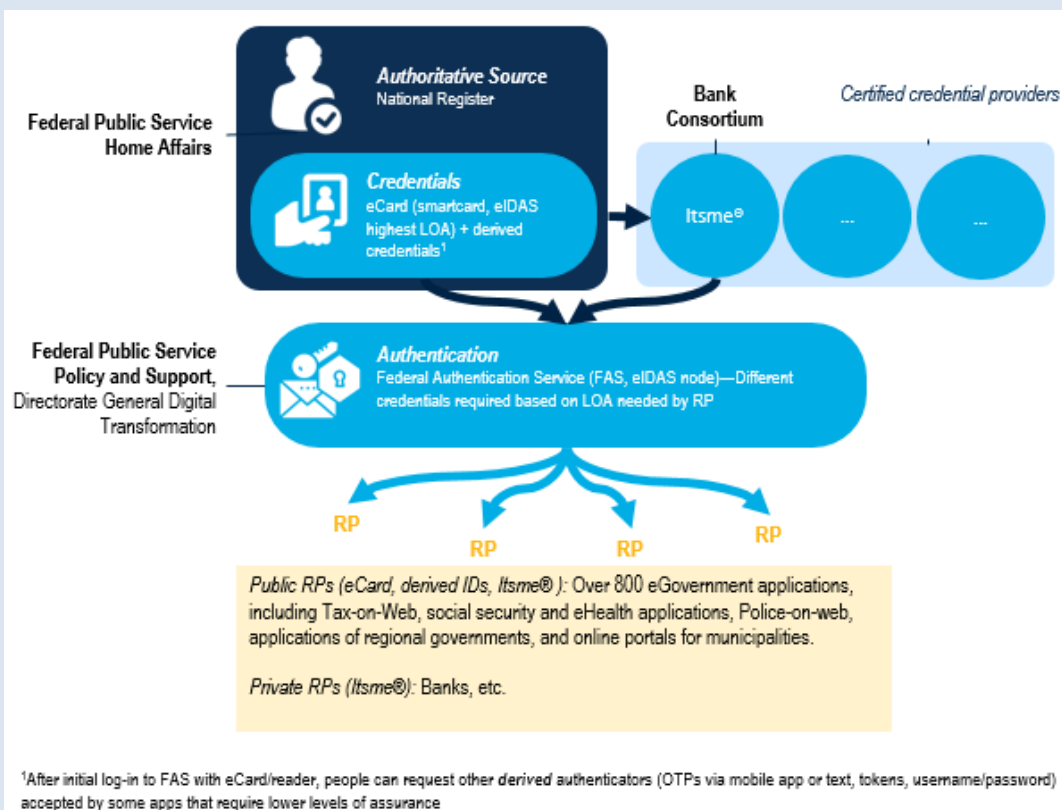 Authoritative Source
National Register
Federal Public Service
Home Affairs
Bank
Consortium
Certified credential providers
Credentials
eCard (smartcard, eIDAS
highest LOA) + derived
credentials¹
Itsme®
...
...
Federal Public Service
Policy and Support,
Directorate General Digital
Transformation
Authentication
Federal Authentication Service (FAS, eIDAS node)—Different
credentials required based on LOA needed by RP
RP
RP
RP
RP
Public RPs (eCard, derived IDs, Itsme® ): Over 800 eGovernment applications,
including Tax-on-Web, social security and eHealth applications, Police-on-web,
applications of regional governments, and online portals for municipalities.
Private RPs (Itsme®): Banks, etc.
¹After initial log-in to FAS with eCard/reader, people can request other derived authenticators (OTPs via mobile app or text, tokens, username/password)
accepted by some apps that require lower levels of assurance